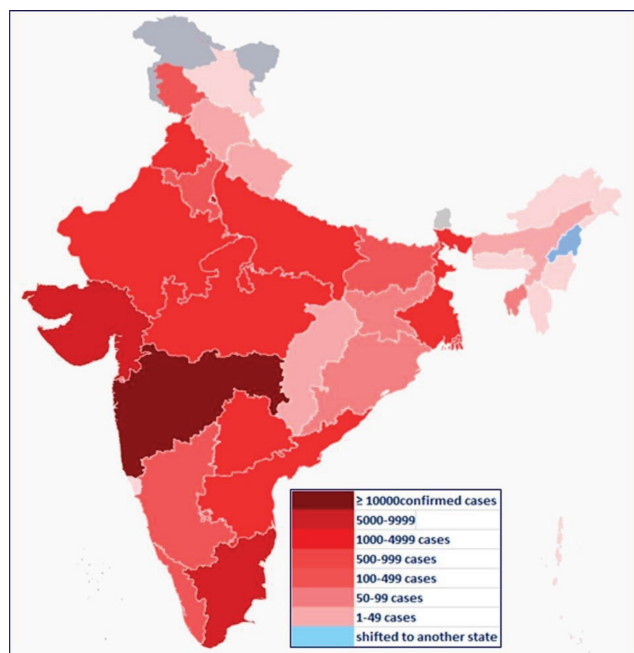 ≥ 10000confirmed cases
5000-9999
1000-4999 cases
500-999 cases
100-499 cases
50-99 cases
1-49 cases
shifted to another state